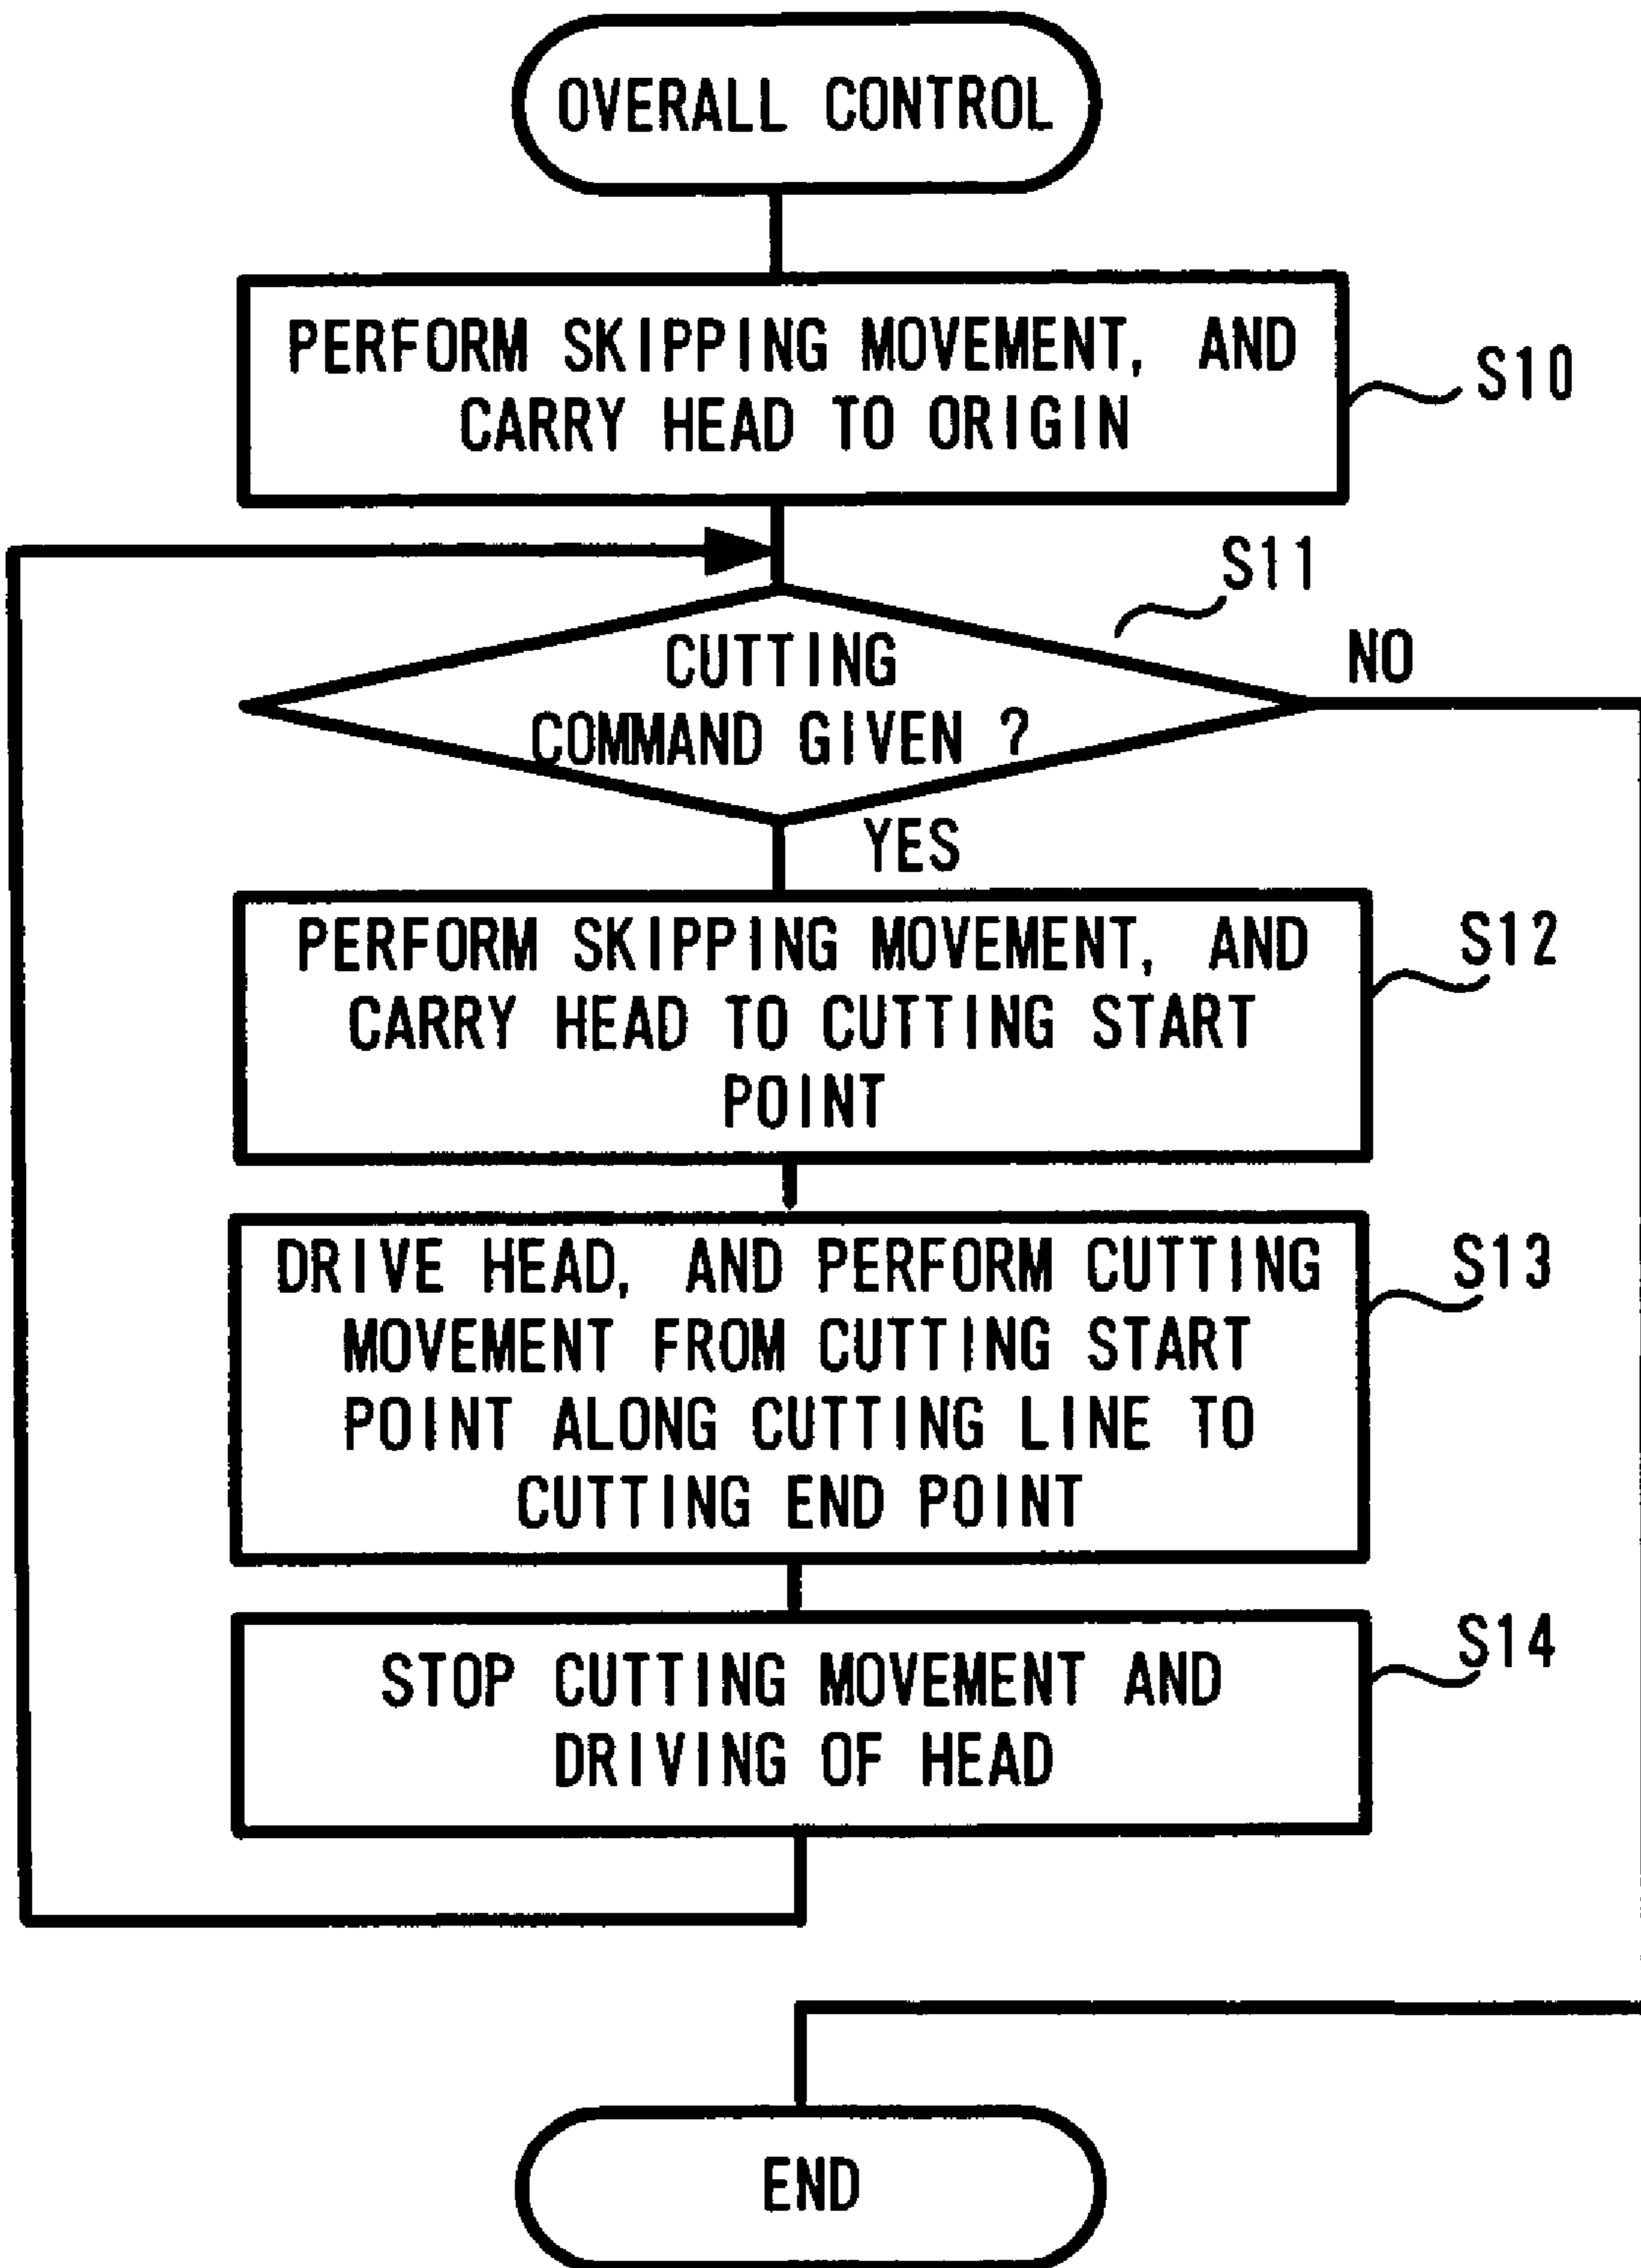 OVERALL CONTROL
PERFORM SKIPPING MOVEMENT, AND
CARRY HEAD TO ORIGIN
S10
S11
CUTTING
COMMAND GIVEN ?
NO
YES
PERFORM SKIPPING MOVEMENT, AND
CARRY HEAD TO CUTTING START
POINT
S12
DRIVE HEAD, AND PERFORM CUTTING
MOVEMENT FROM CUTTING START
POINT ALONG CUTTING LINE TO
CUTTING END POINT
S13
STOP CUTTING MOVEMENT AND
DRIVING OF HEAD
S14
END